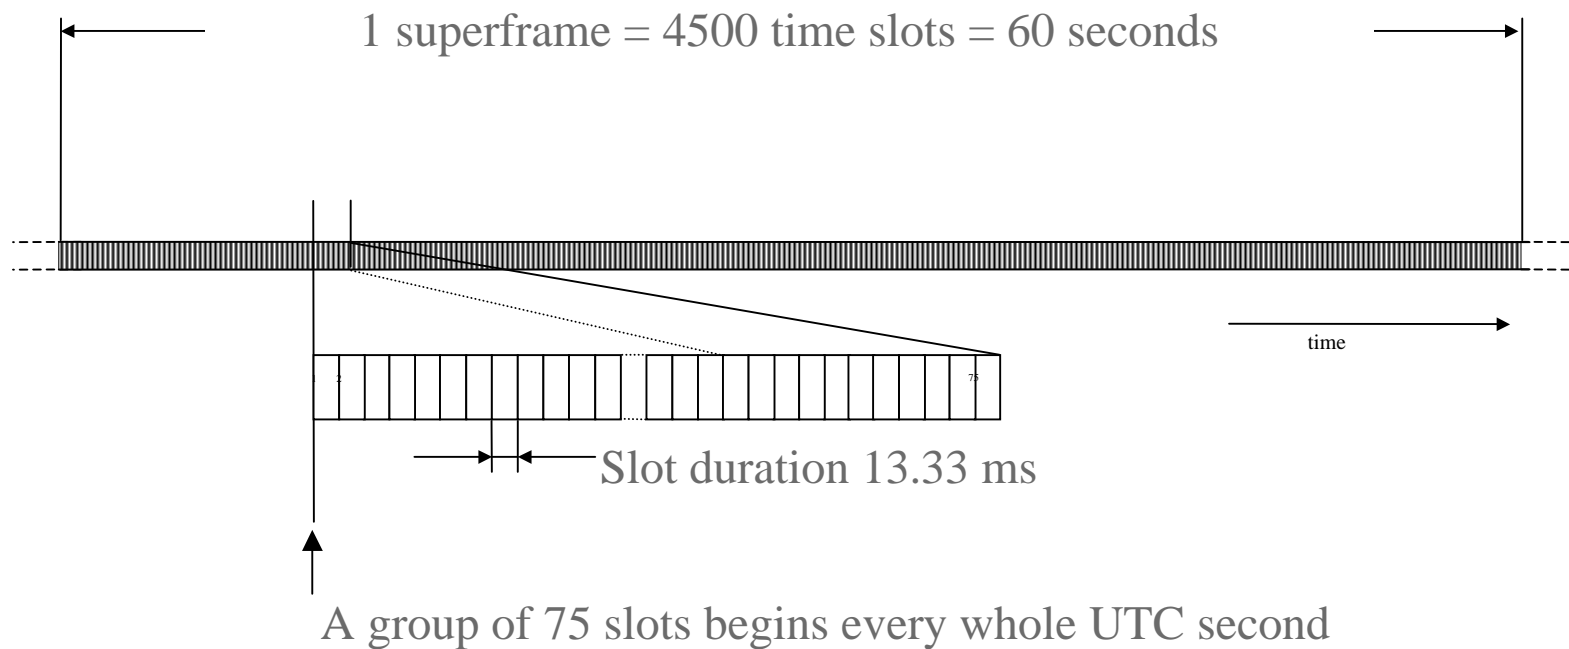 1 superframe = 4500 time slots = 60 seconds
time
1 2 75
Slot duration 13.33 ms
A group of 75 slots begins every whole UTC second